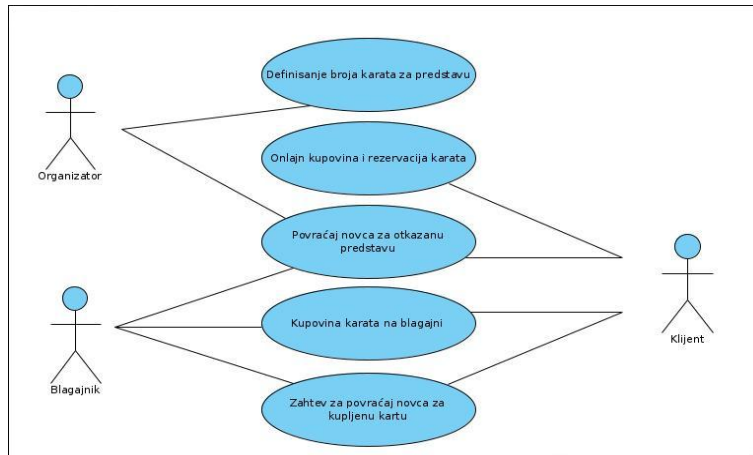 Definisanje broja karata za predstavu
Organizator
Onlajn kupovina i rezervacija karata
Povraćaj novca za otkazanu
predstavu
Kupovina karata na blagajni
Klijent
Blagajnik
Zahtev za povraćaj novca za
kupljenu kartu